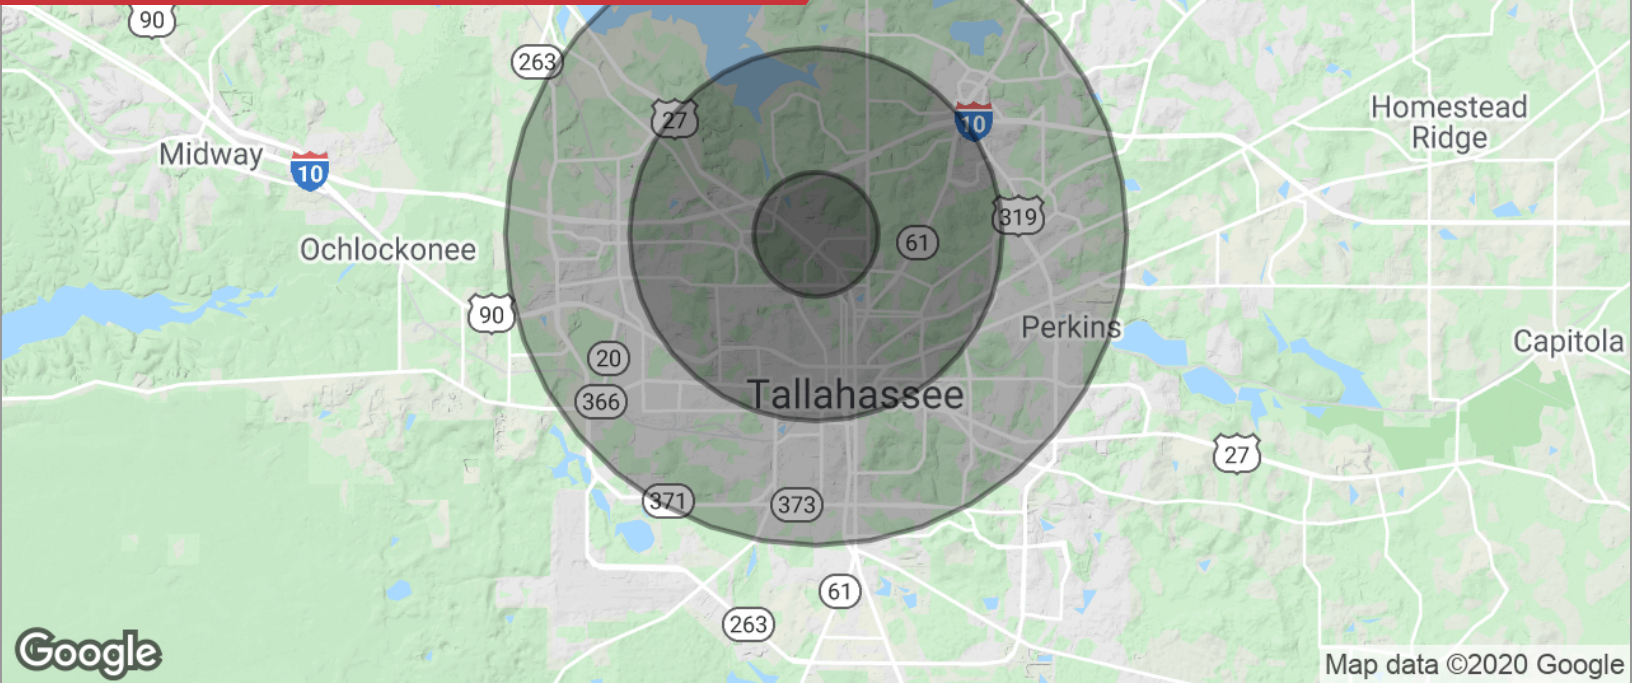 90
263
27
10
Homestead
Ridge
Midway
10
319
61
Ochlockonee
90
Perkins
Capitola
20
366
Tallahassee
27
371
373
61
263
Google
Map data ©2020 Google